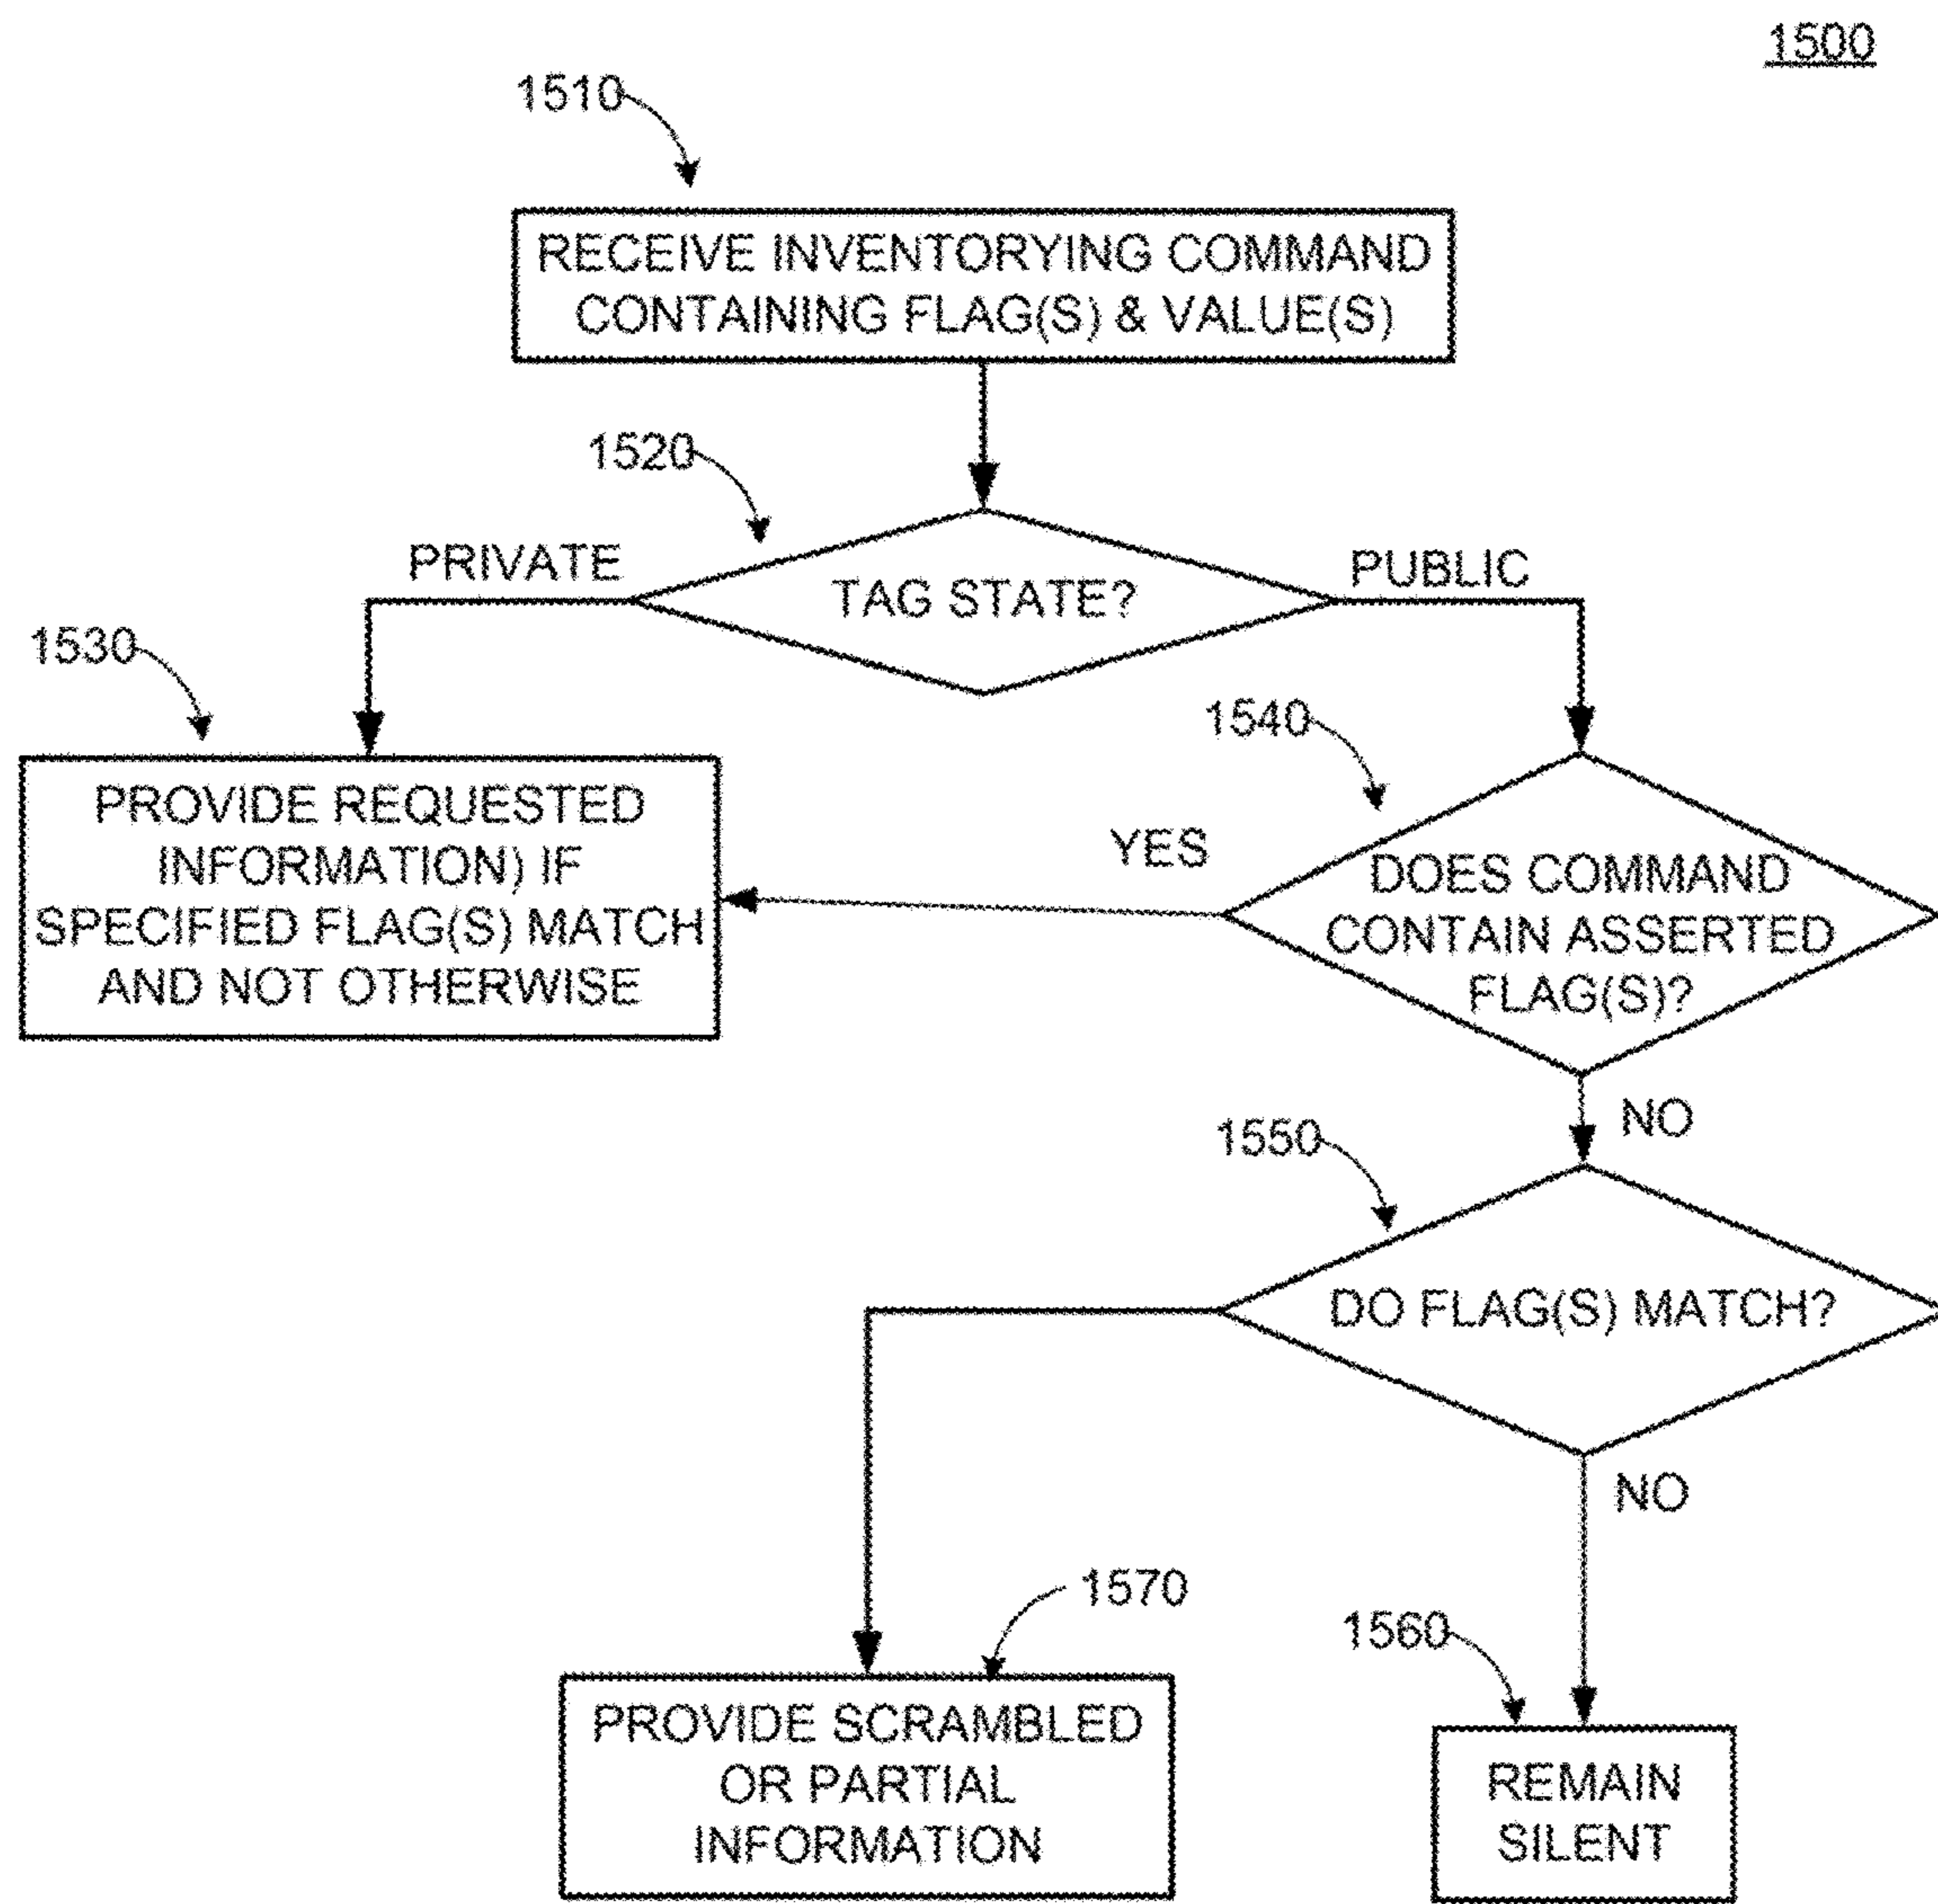 1500
1510
RECEIVE INVENTORYING COMMAND
CONTAINING FLAG(S) & VALUE(S)
1520
PRIVATE
TAG STATE?
PUBLIC
1530
1540
PROVIDE REQUESTED
INFORMATION) IF
SPECIFIED FLAG(S) MATCH
AND NOT OTHERWISE
YES
DOES COMMAND
CONTAIN ASSERTED
FLAG(S)?
NO
1550
DO FLAG(S) MATCH?
NO
1570
1560
PROVIDE SCRAMBLED
OR PARTIAL
INFORMATION
REMAIN
SILENT